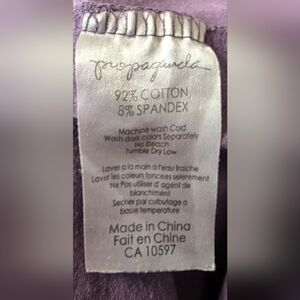 propaganda
92% COTTON
8% SPANDEX
Machine wash Cold
Wash dark colors Separately
No Bleach
Tumble Dry Low
Laver a la main a l'eau fraiche
Laver les couleurs foncees selerement
Ne Pas utiliser d' agent de
blanchiment
Secher par culbutage a
basse temperature
Made in China
Fait en Chine
CA 10597